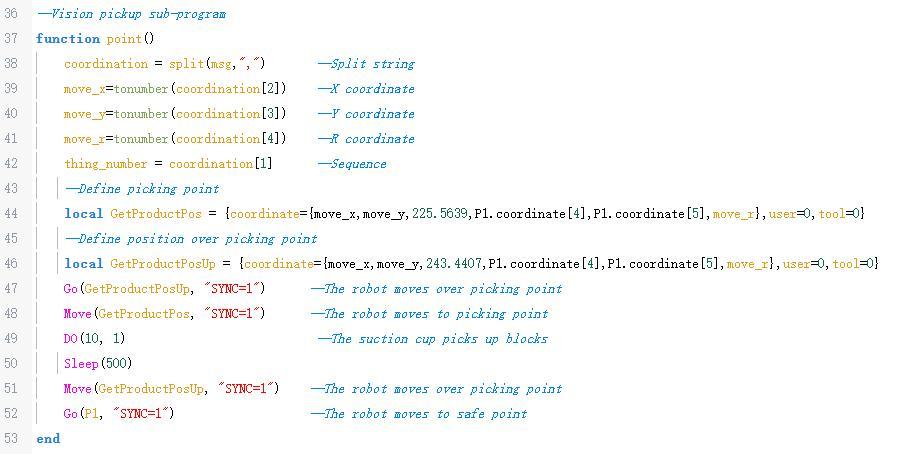 36 --Vision pickup sub-program
37 function point()
38 coordination = split(msg,",") --Split string
39 move_x=tonumber(coordination[2]) --X coordinate
40 move_y=tonumber(coordination[3]) --Y coordinate
41 move_r=tonumber(coordination[4]) --R coordinate
42 thing_number = coordination[1] --Sequence
43 --Define picking point
44 local GetProductPos = {coordinate={move_x,move_y,225.5639,P1.coordinate[4],P1.coordinate[5],move_r},user=0,tool=0}
45 --Define position over picking point
46 local GetProductPosUp = {coordinate={move_x,move_y,243.4407,P1.coordinate[4],P1.coordinate[5],move_r},user=0,tool=0}
47 Go(GetProductPosUp, "SYNC=1") --The robot moves over picking point
48 Move(GetProductPos, "SYNC=1") --The robot moves to picking point
49 DO(10, 1) --The suction cup picks up blocks
50 Sleep(500)
51 Move(GetProductPosUp, "SYNC=1") --The robot moves over picking point
52 Go(P1, "SYNC=1") --The robot moves to safe point
53 end